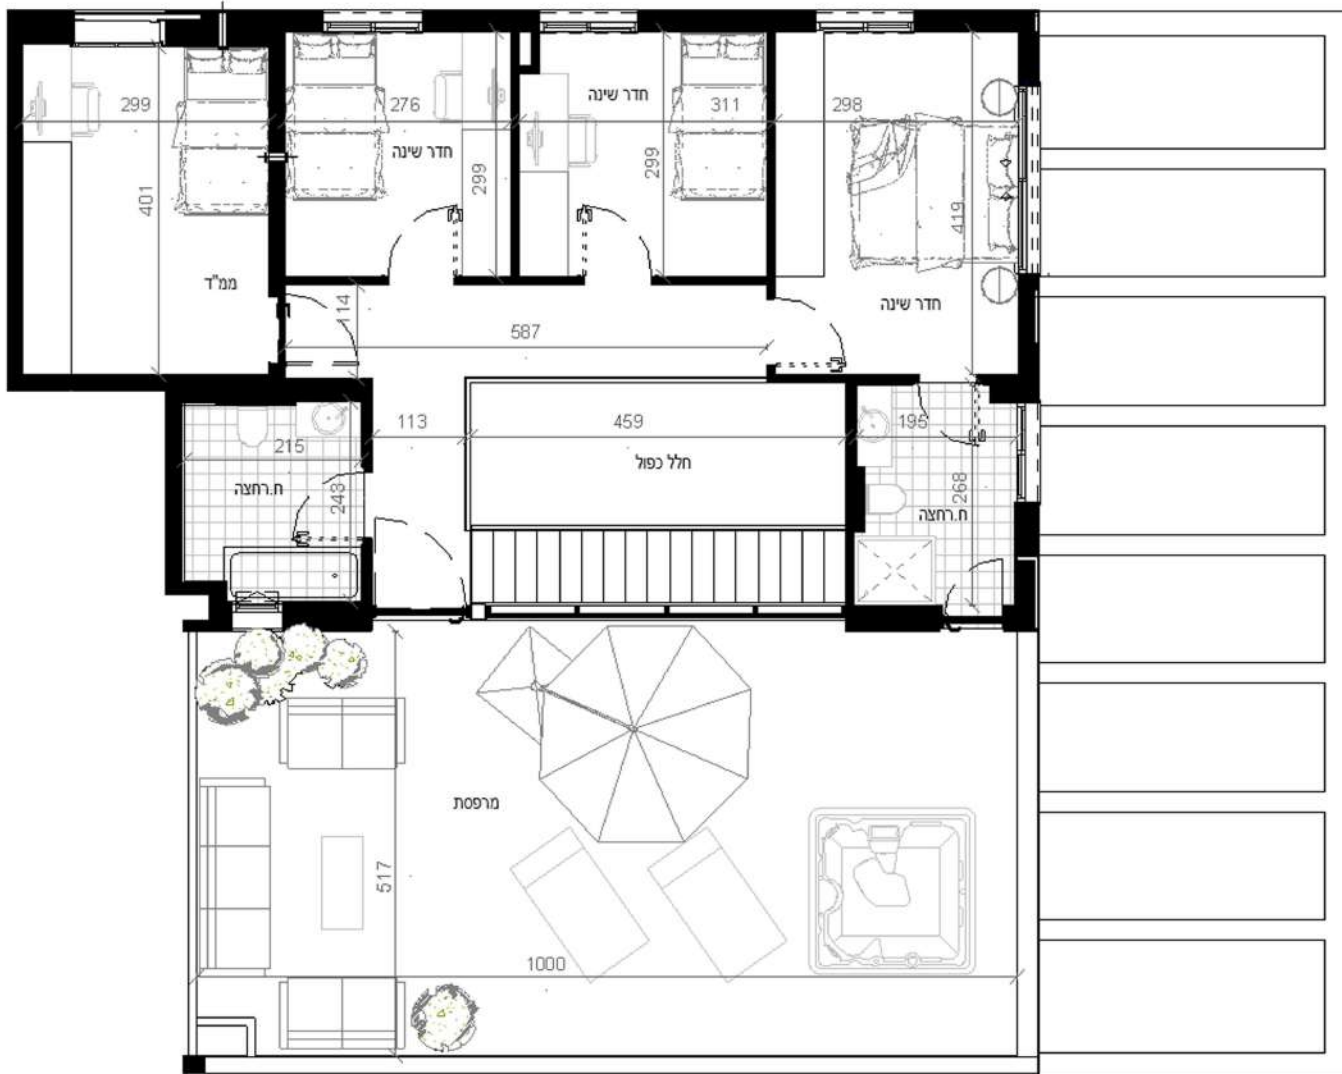 299
276
חדר שינה
311
298
חדר שינה
299
299
401
419
ממ"ד
חדר שינה
114
587
113
459
195
215
חלל כפול
ח.רחצה
243
268
ח.רחצה
מרפסת
517
1000